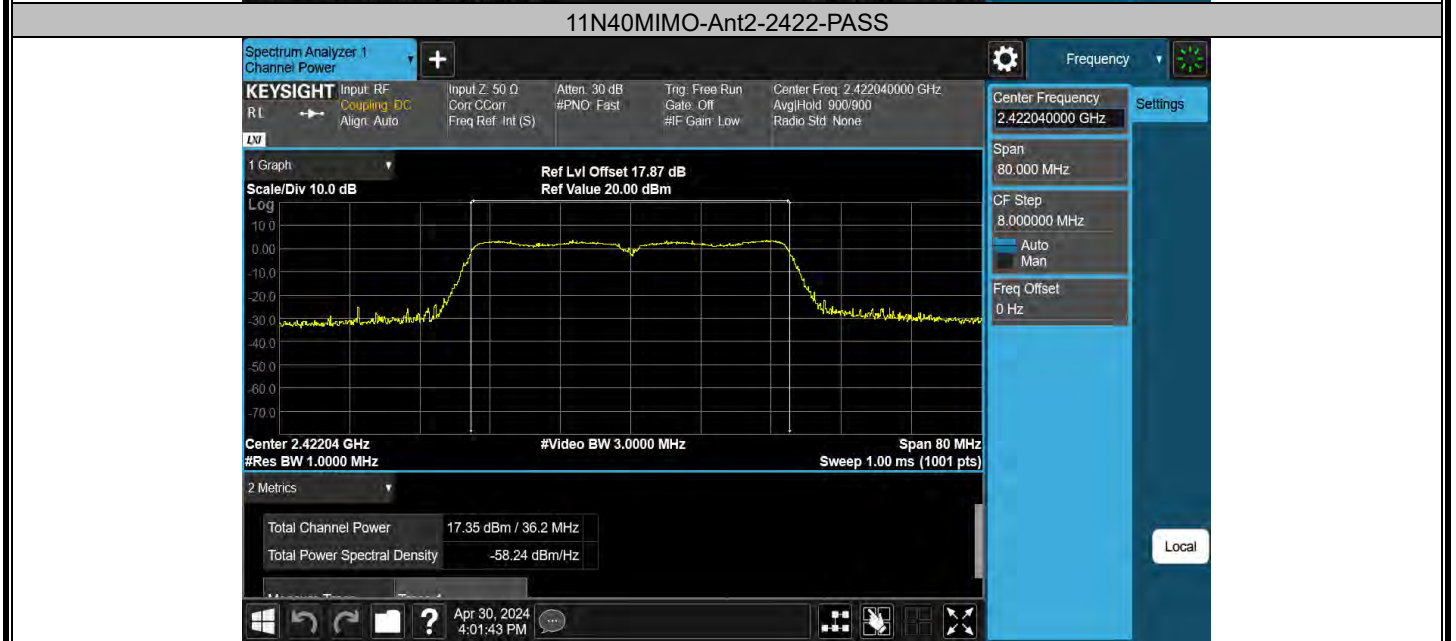 11N40MIMO-Ant2-2422-PASS
Spectrum Analyzer 1
Channel Power
+
Frequency
KEYSIGHT
RL
LXI
Input: RF
Coupling: DC
Align: Auto
Input Z: 50 Ω
Corr CCorr
Freq Ref: Int (S)
Atten: 30 dB
#PNO: Fast
Trig: Free Run
Gate: Off
#IF Gain: Low
Center Freq: 2.422040000 GHz
Avg|Hold: 900/900
Radio Std: None
Center Frequency
2.422040000 GHz
Settings
Span
80.000 MHz
CF Step
8.000000 MHz
Auto
Man
Freq Offset
0 Hz
1 Graph
Scale/Div 10.0 dB
Ref Lvl Offset 17.87 dB
Ref Value 20.00 dBm
Log
10.0
0.00
-10.0
-20.0
-30.0
-40.0
-50.0
-60.0
-70.0
Center 2.42204 GHz
#Video BW 3.0000 MHz
Span 80 MHz
#Res BW 1.0000 MHz
Sweep 1.00 ms (1001 pts)
2 Metrics
Total Channel Power 17.35 dBm / 36.2 MHz
Total Power Spectral Density -58.24 dBm/Hz
Local
?
Apr 30, 2024
4:01:43 PM